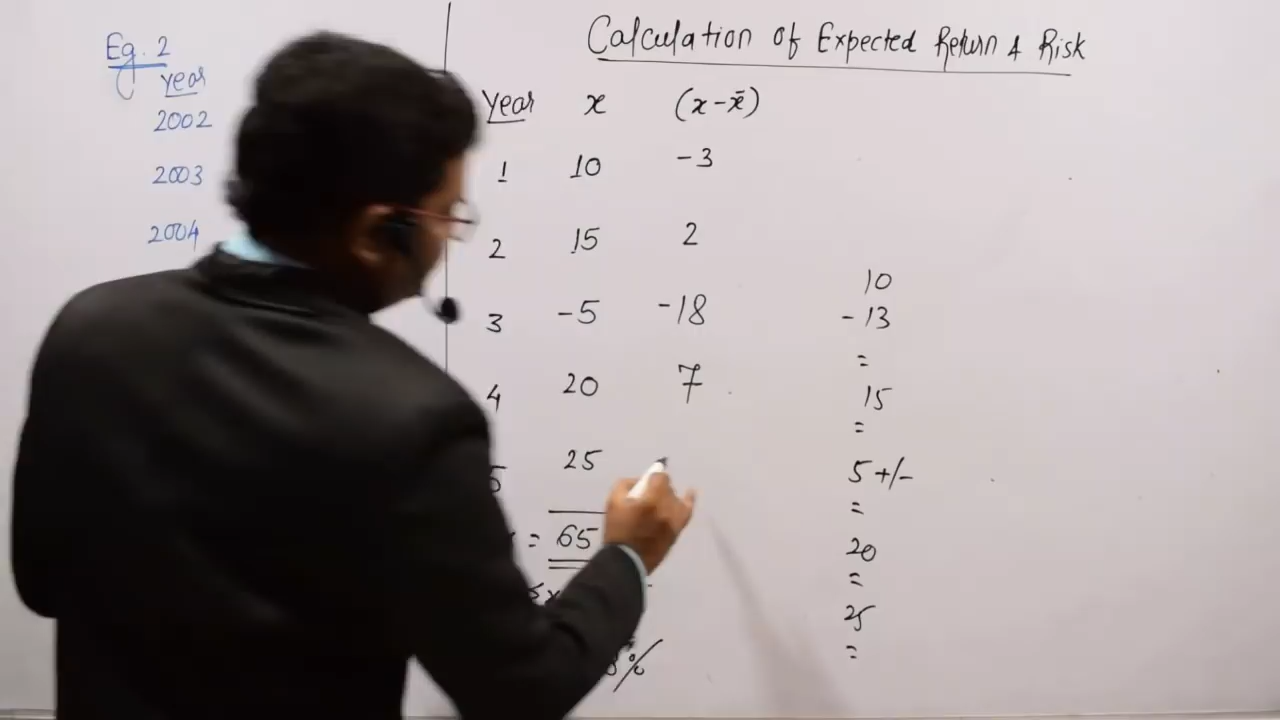 Calculation of Expected Return & Risk
Eg. 2
year
2002
2003
2004
Year x (x-x̄)
1 10 -3
2 15 2
3 -5 -18
4 20 7
5 25
= 65
%
10
-13
=
15
=
5 +/-
=
20
=
25
=